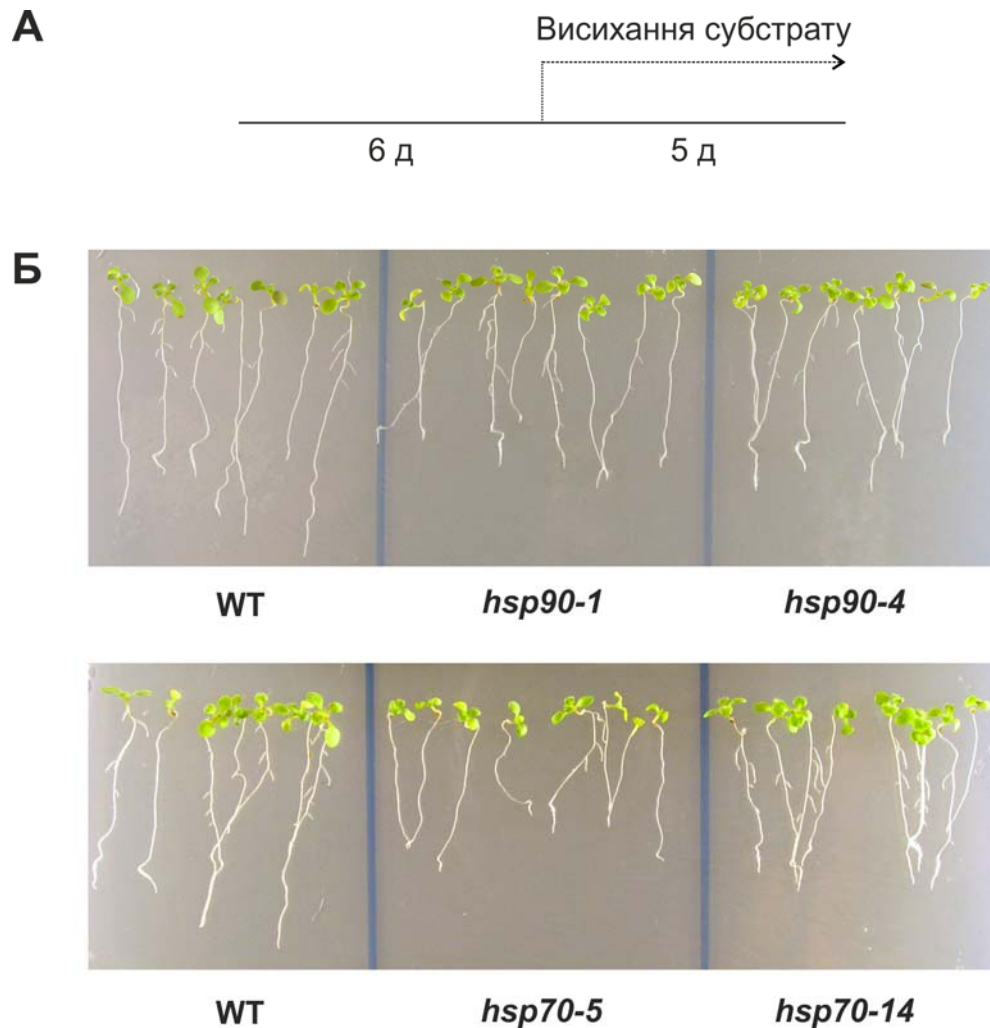 А
Висихання субстрату
6 д 5 д
Б
WT hsp90-1 hsp90-4
WT hsp70-5 hsp70-14